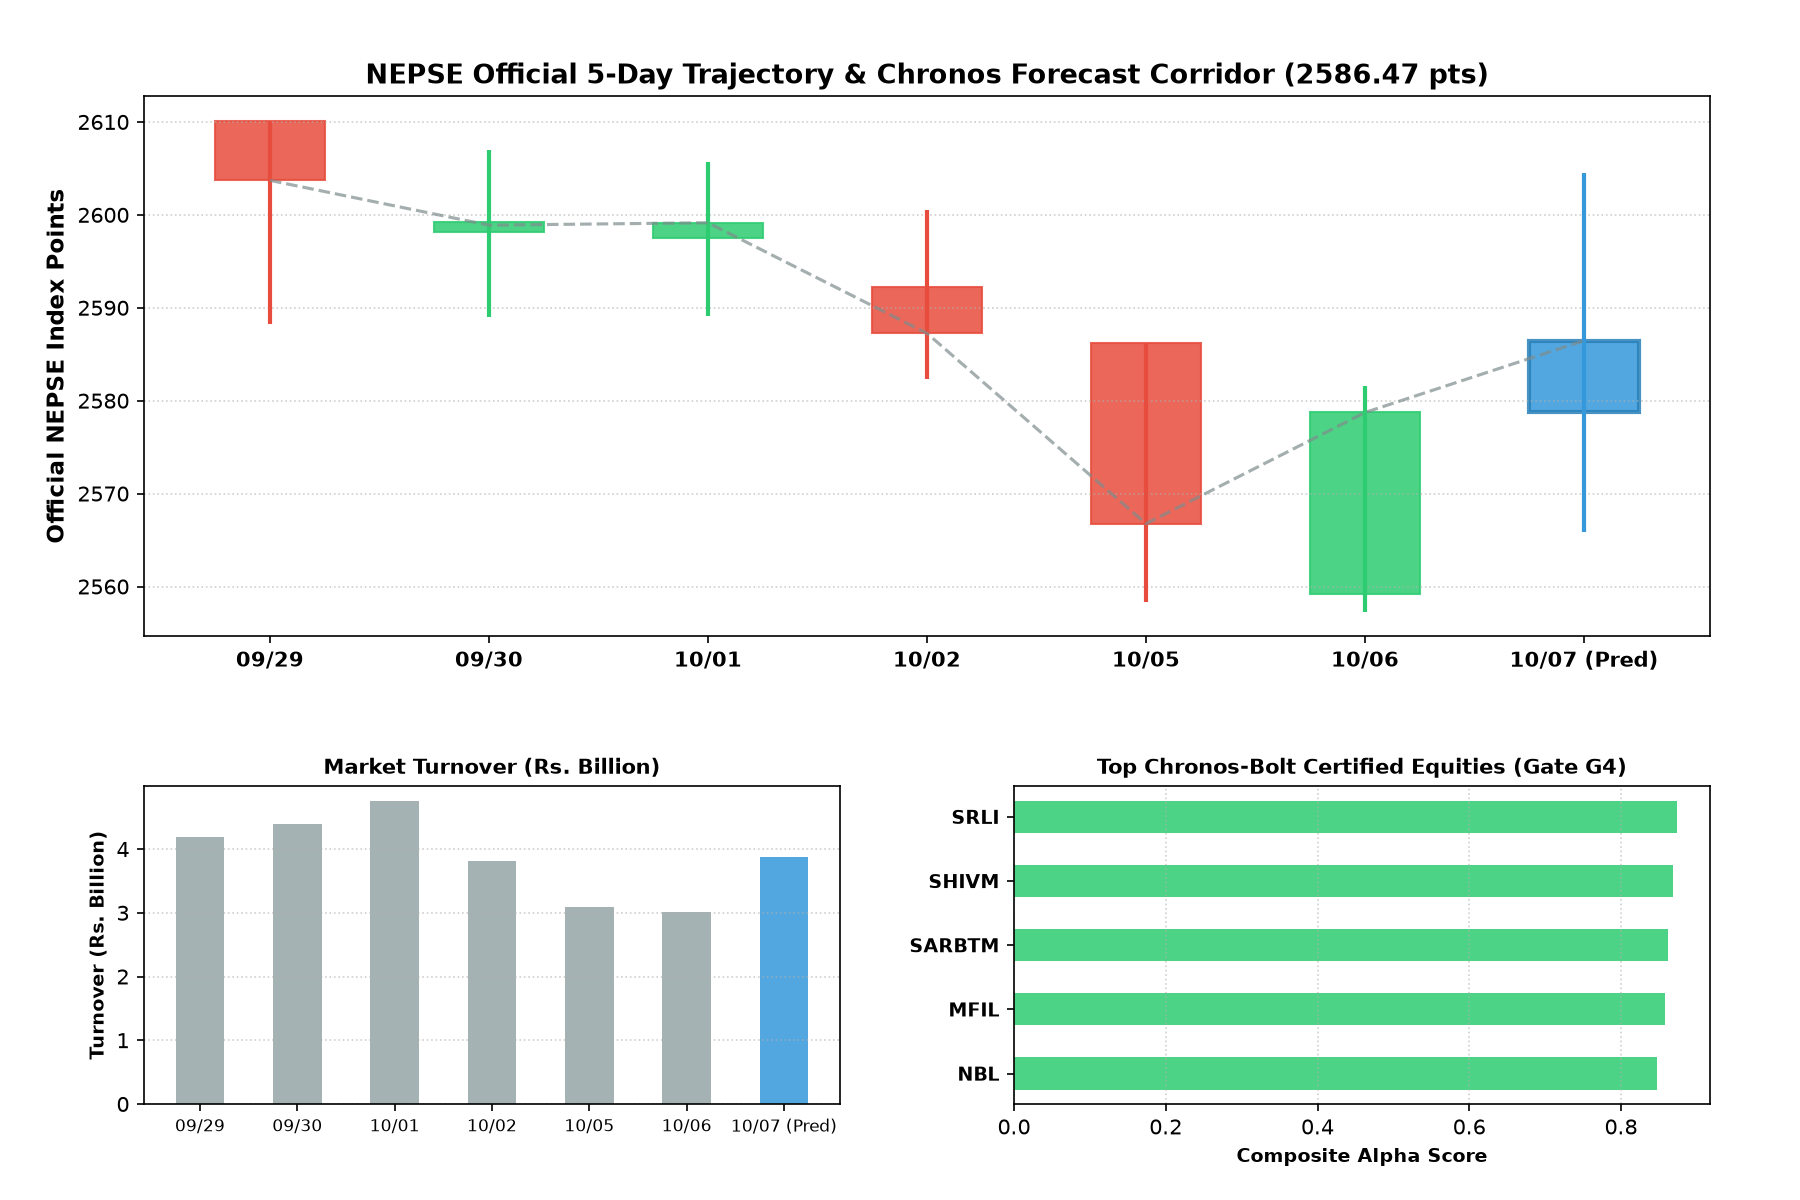 NEPSE Official 5-Day Trajectory & Chronos Forecast Corridor (2586.47 pts)
Official NEPSE Index Points
2610
2600
2590
2580
2570
2560
09/29 09/30 10/01 10/02 10/05 10/06 10/07 (Pred)
Market Turnover (Rs. Billion)
Turnover (Rs. Billion)
4
3
2
1
0
09/29 09/30 10/01 10/02 10/05 10/06 10/07 (Pred)
Top Chronos-Bolt Certified Equities (Gate G4)
SRLI
SHIVM
SARBTM
MFIL
NBL
0.0 0.2 0.4 0.6 0.8
Composite Alpha Score